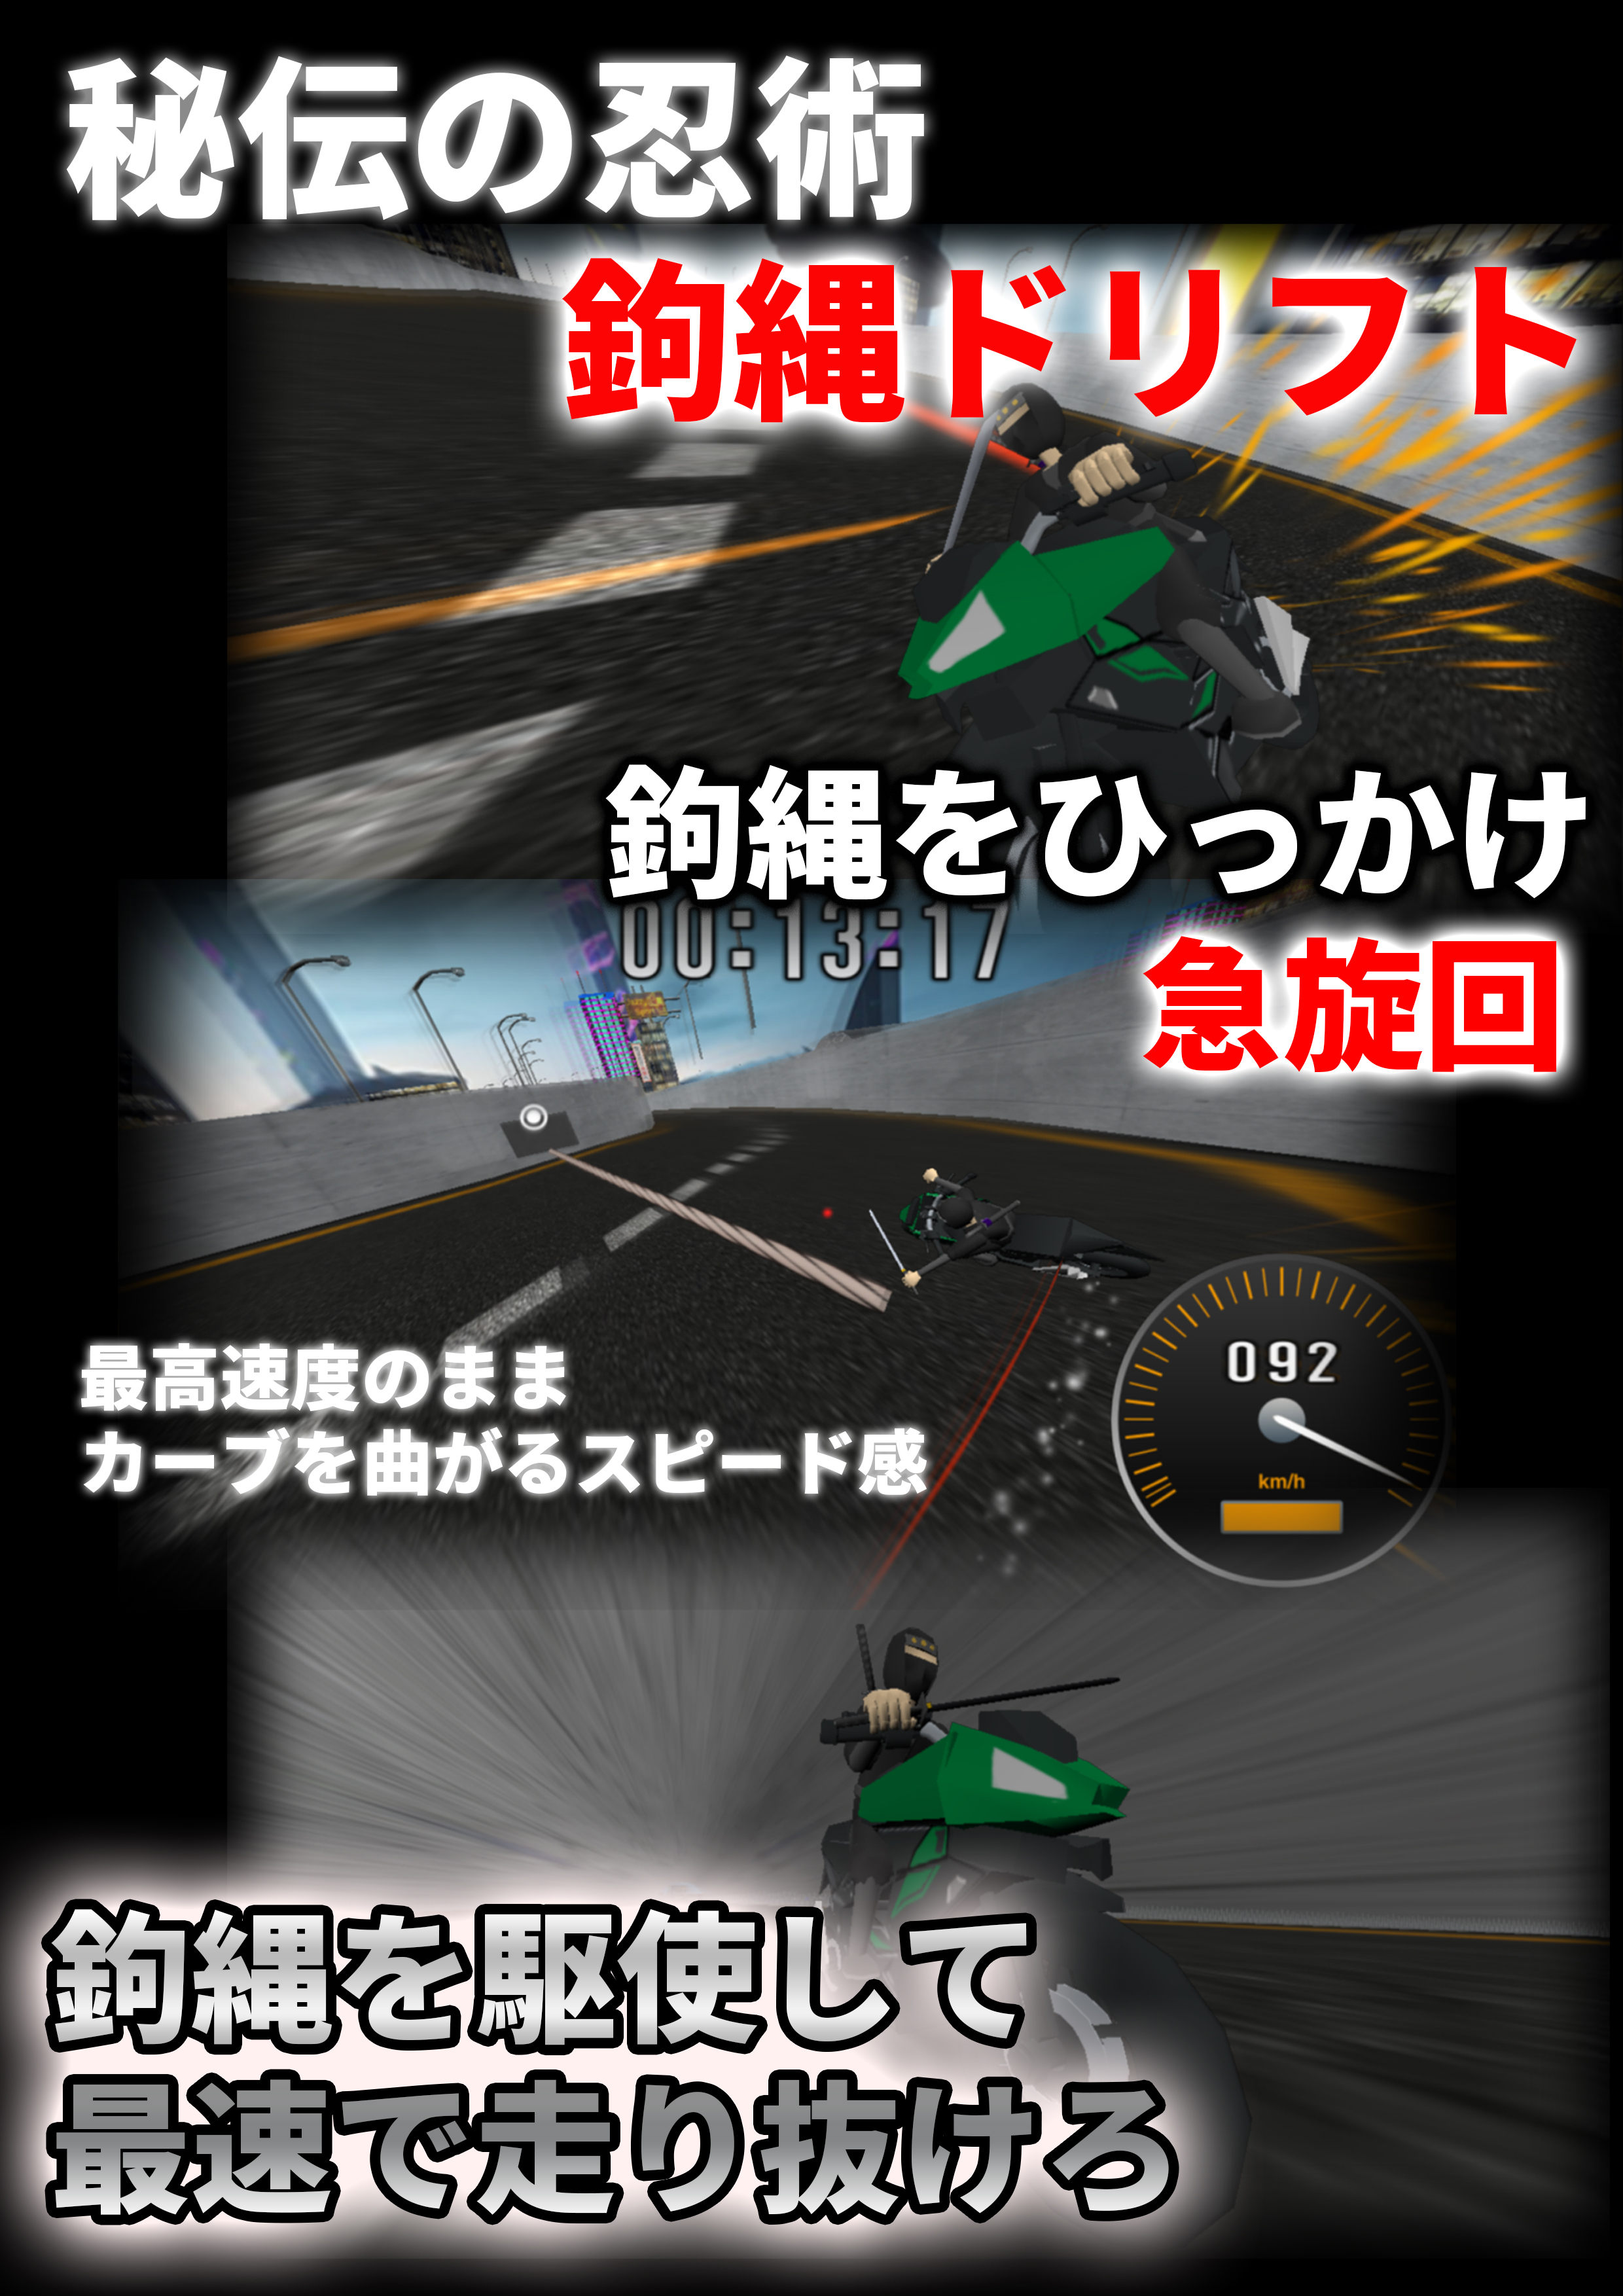 秘伝の忍術
鉤縄ドリフト
鉤縄をひっかけ
00:13:17
急旋回
最高速度のまま
カーブを曲がるスピード感
092
km/h
鉤縄を駆使して
最速で走り抜けろ